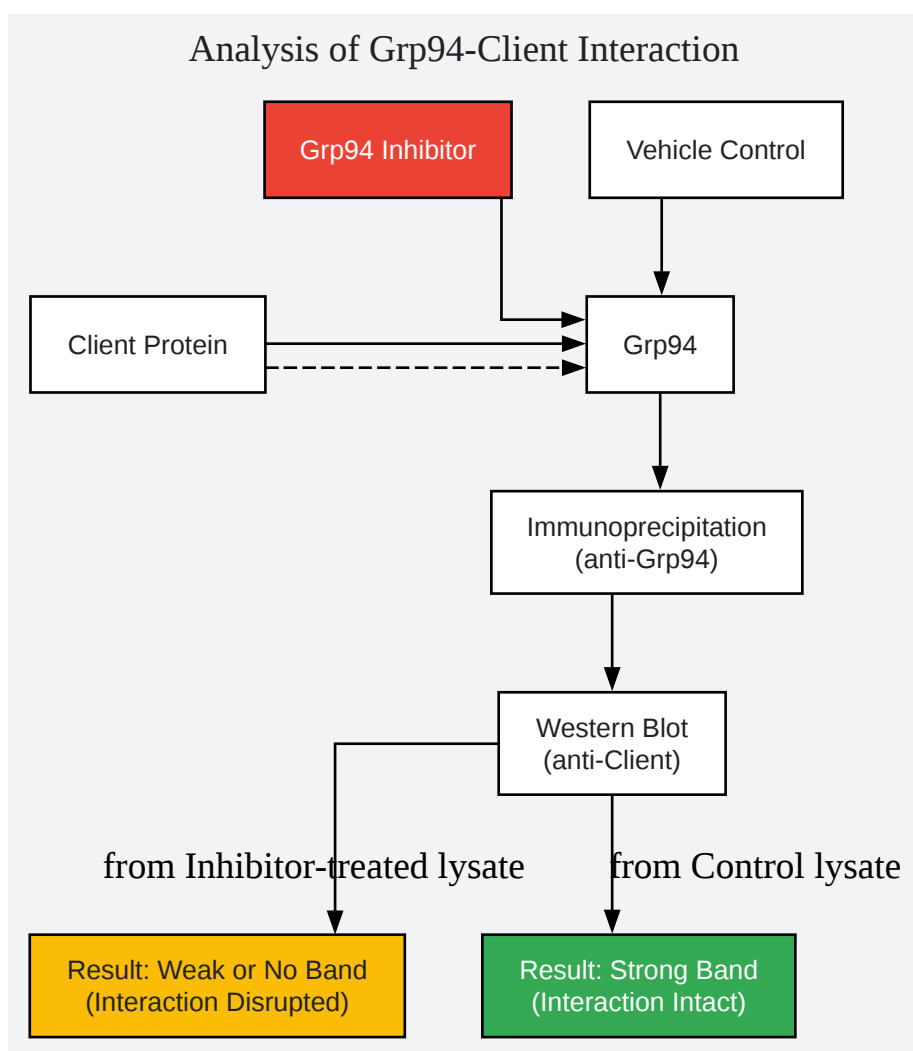 Analysis of Grp94-Client Interaction
Grp94 Inhibitor
Vehicle Control
Client Protein
Grp94
Immunoprecipitation
(anti-Grp94)
Western Blot
(anti-Client)
from Inhibitor-treated lysate
from Control lysate
Result: Weak or No Band
(Interaction Disrupted)
Result: Strong Band
(Interaction Intact)